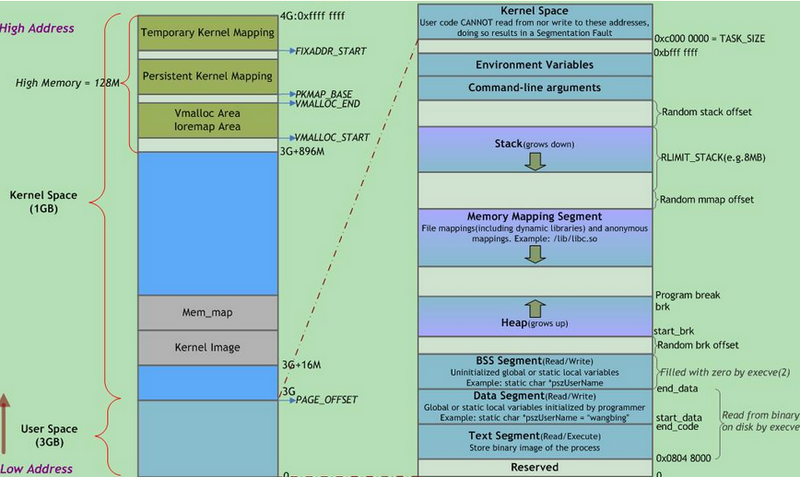 High Address
4G:0xffff ffff
Temporary Kernel Mapping
FIXADDR_START
High Memory = 128M
Persistent Kernel Mapping
PKMAP_BASE
VMALLOC_END
Vmalloc Area
Ioremap Area
VMALLOC_START
3G+896M
Kernel Space
(1GB)
Mem_map
Kernel Image
3G+16M
3G
PAGE_OFFSET
User Space
(3GB)
Low Address
0
Kernel Space
User code CANNOT read from nor write to these addresses,
doing so results in a Segmentation Fault
0xc000 0000 = TASK_SIZE
0xbfff ffff
Environment Variables
Command-line arguments
Random stack offset
Stack(grows down)
RLIMIT_STACK(e.g.8MB)
Random mmap offset
Memory Mapping Segment
File mappings(including dynamic libraries) and anonymous
mappings. Example: /lib/libc.so
Program break
brk
Heap(grows up)
start_brk
Random brk offset
BSS Segment(Read/Write)
Uninitialized global or static local variables
Example: static char *pszUserName
Filled with zero by execve(2)
end_data
Data Segment(Read/Write)
Global or static local variables initialized by programmer
Example: static char *pszUserName = "wangbing"
start_data
end_code
Read from binary
on disk by execve
Text Segment(Read/Execute)
Store binary image of the process
0x0804 8000
Reserved
0